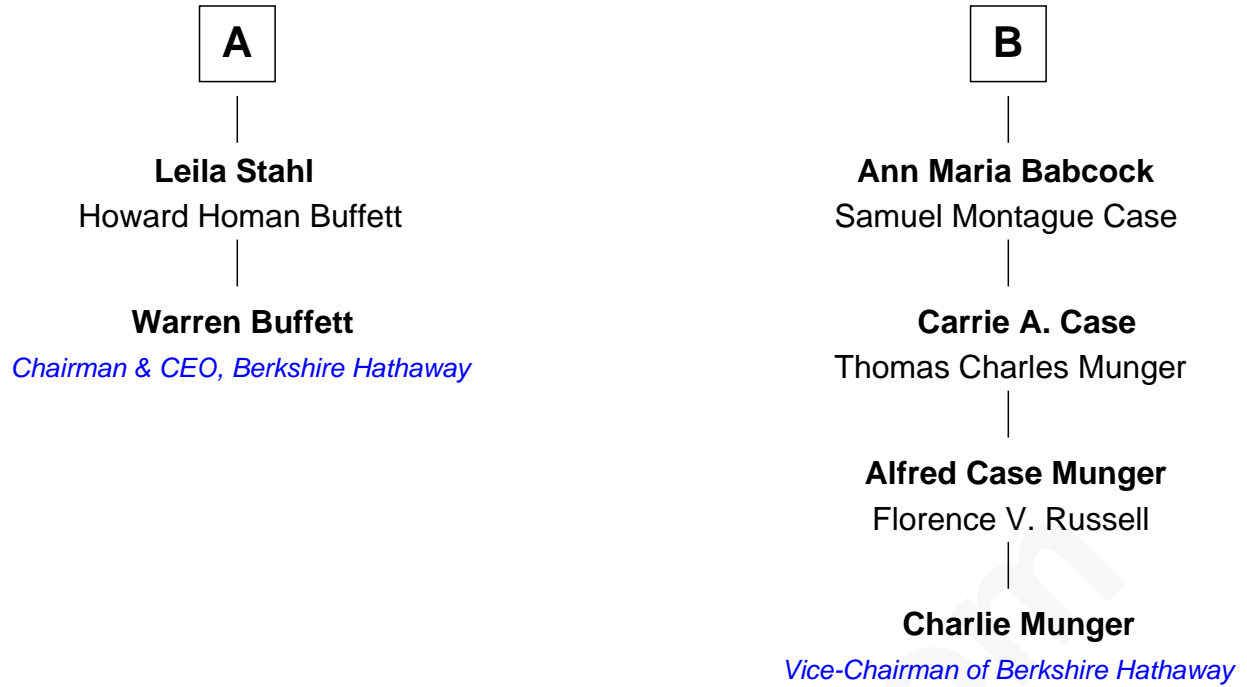 A
Leila Stahl
Howard Homan Buffett
Warren Buffett
Chairman & CEO, Berkshire Hathaway
B
Ann Maria Babcock
Samuel Montague Case
Carrie A. Case
Thomas Charles Munger
Alfred Case Munger
Florence V. Russell
Charlie Munger
Vice-Chairman of Berkshire Hathaway